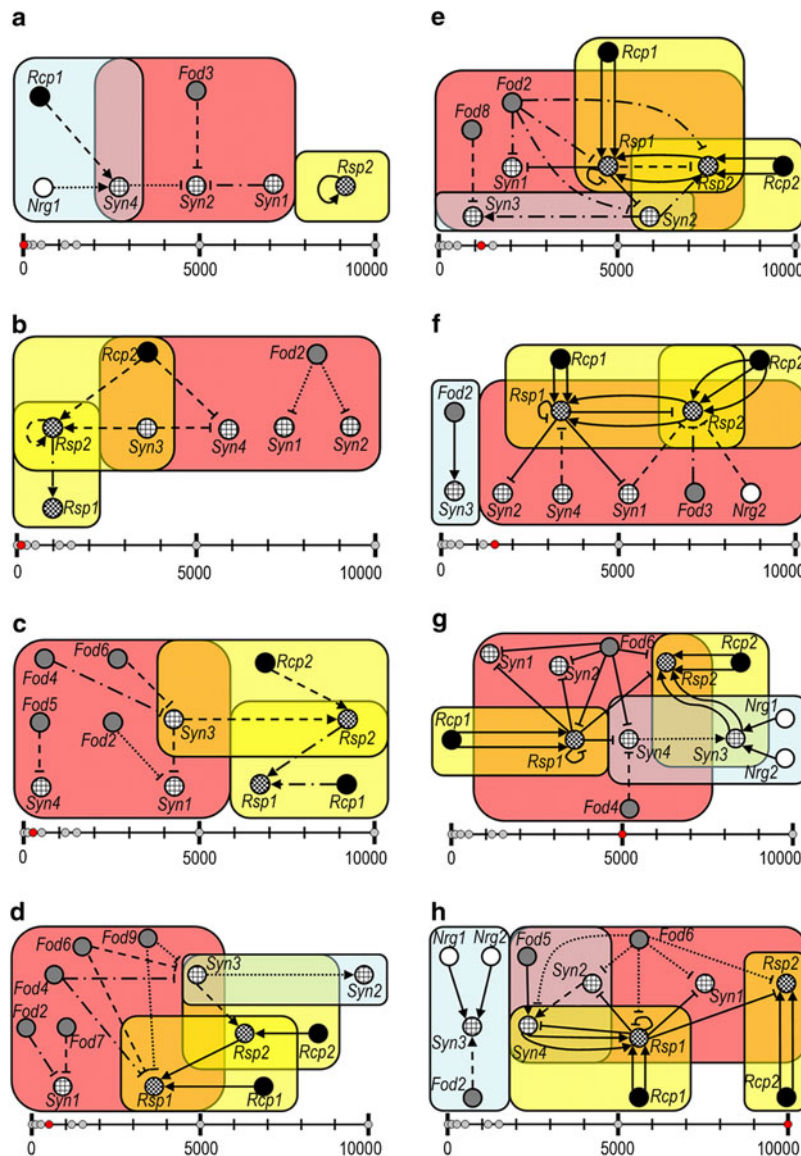 a
Rcp1
Fod3
Rsp2
Nrg1
Syn4
Syn2
Syn1
0
5000
10000
b
Rcp2
Fod2
Rsp2
Syn3
Syn4
Syn1
Syn2
Rsp1
0
5000
10000
c
Fod6
Fod4
Rcp2
Fod5
Fod2
Syn3
Rsp2
Syn4
Syn1
Rsp1
Rcp1
0
5000
10000
d
Fod9
Fod6
Fod4
Syn3
Syn2
Fod2
Fod7
Rsp2
Rcp2
Syn1
Rsp1
Rcp1
0
5000
10000
e
Rcp1
Fod2
Fod8
Rsp1
Syn1
Rsp2
Rcp2
Syn3
Syn2
0
5000
10000
f
Rcp1
Rcp2
Rsp1
Fod2
Rsp2
Syn3
Syn2
Syn4
Syn1
Fod3
Nrg2
0
5000
10000
g
Fod6
Syn1
Syn2
Rcp2
Rsp2
Rcp1
Nrg1
Rsp1
Syn4
Syn3
Nrg2
Fod4
0
5000
10000
h
Nrg1
Nrg2
Fod5
Fod6
Rsp2
Syn2
Syn1
Syn3
Syn4
Rsp1
Fod2
Rcp1
Rcp2
0
5000
10000